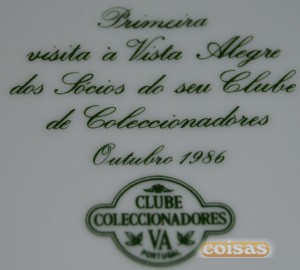 Primeira
visita à Vista Alegre
dos Sócios do seu Clube
de Coleccionadores
Outubro 1986
CLUBE
COLECCIONADORES
VA
PORTUGAL
coisas